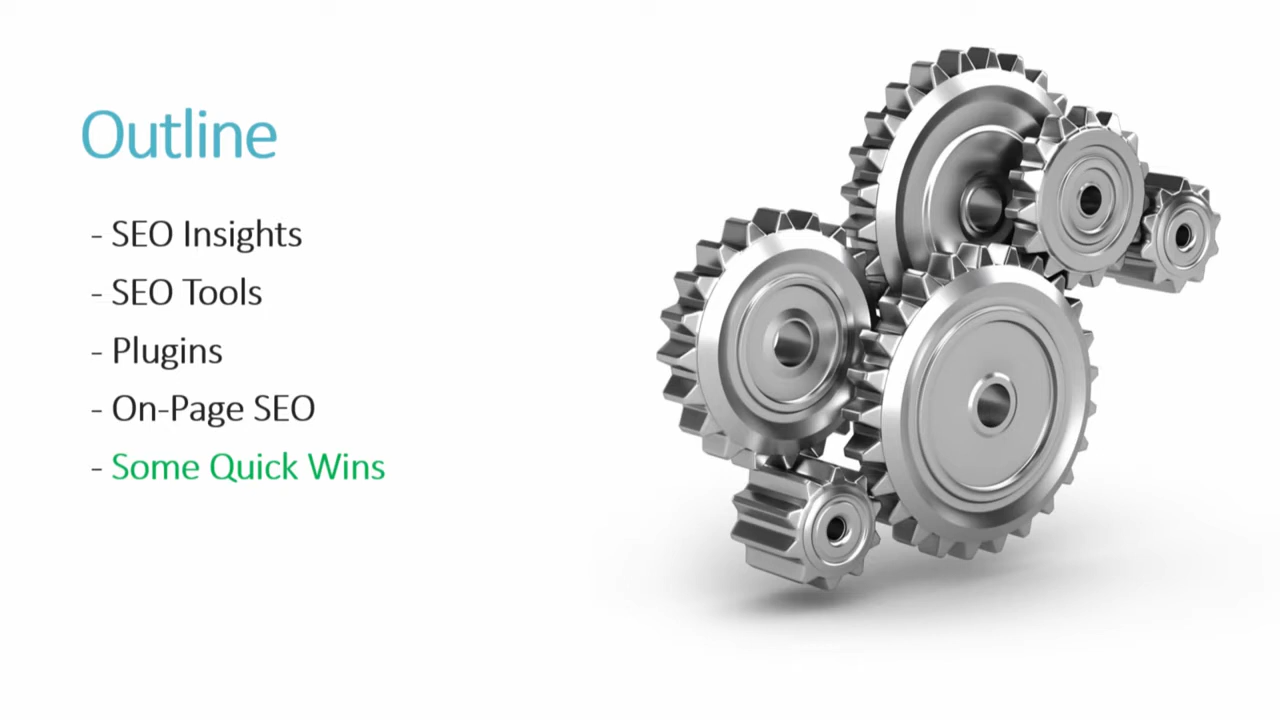 Outline
- SEO Insights
- SEO Tools
- Plugins
- On-Page SEO
- Some Quick Wins